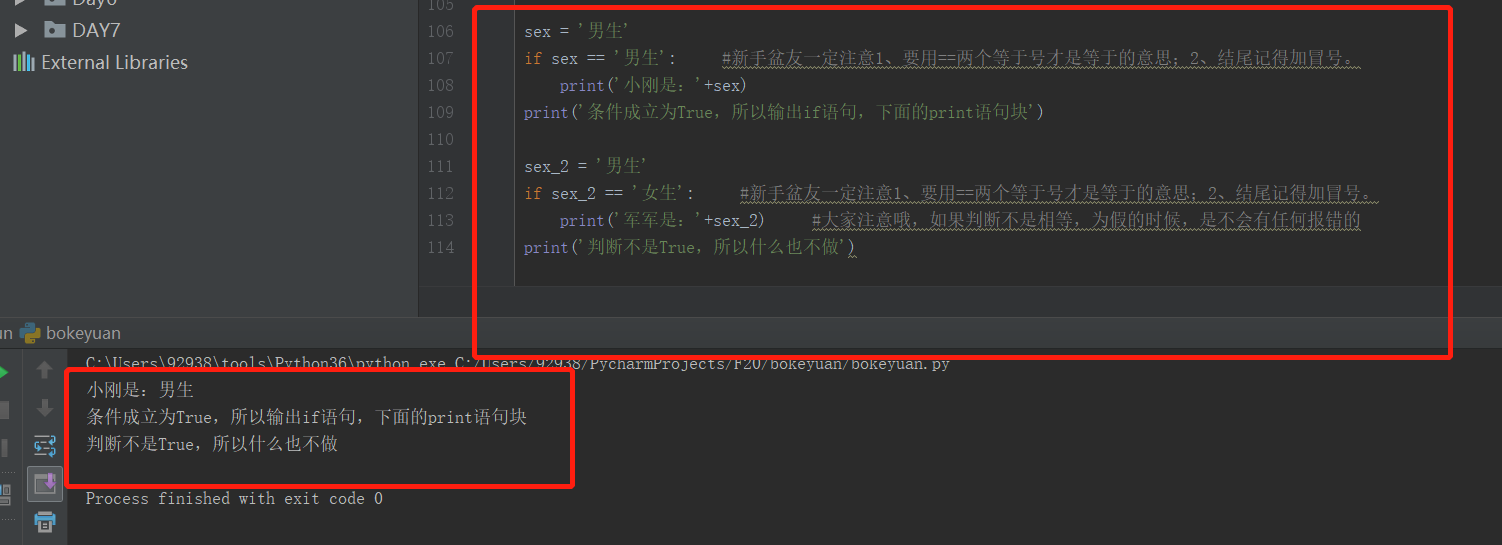 Day6
DAY7
External Libraries
105
106 sex = '男生'
107 if sex == '男生': #新手盆友一定注意1、要用==两个等于号才是等于的意思；2、结尾记得加冒号。
108 print('小刚是：'+sex)
109 print('条件成立为True，所以输出if语句，下面的print语句块')
110
111 sex_2 = '男生'
112 if sex_2 == '女生': #新手盆友一定注意1、要用==两个等于号才是等于的意思；2、结尾记得加冒号。
113 print('军军是：'+sex_2) #大家注意哦，如果判断不是相等，为假的时候，是不会有任何报错的
114 print('判断不是True，所以什么也不做')
un bokeyuan
C:\Users\92938\tools\Python36\python.exe C:/Users/92938/PycharmProjects/F20/bokeyuan/bokeyuan.py
小刚是：男生
条件成立为True，所以输出if语句，下面的print语句块
判断不是True，所以什么也不做
Process finished with exit code 0